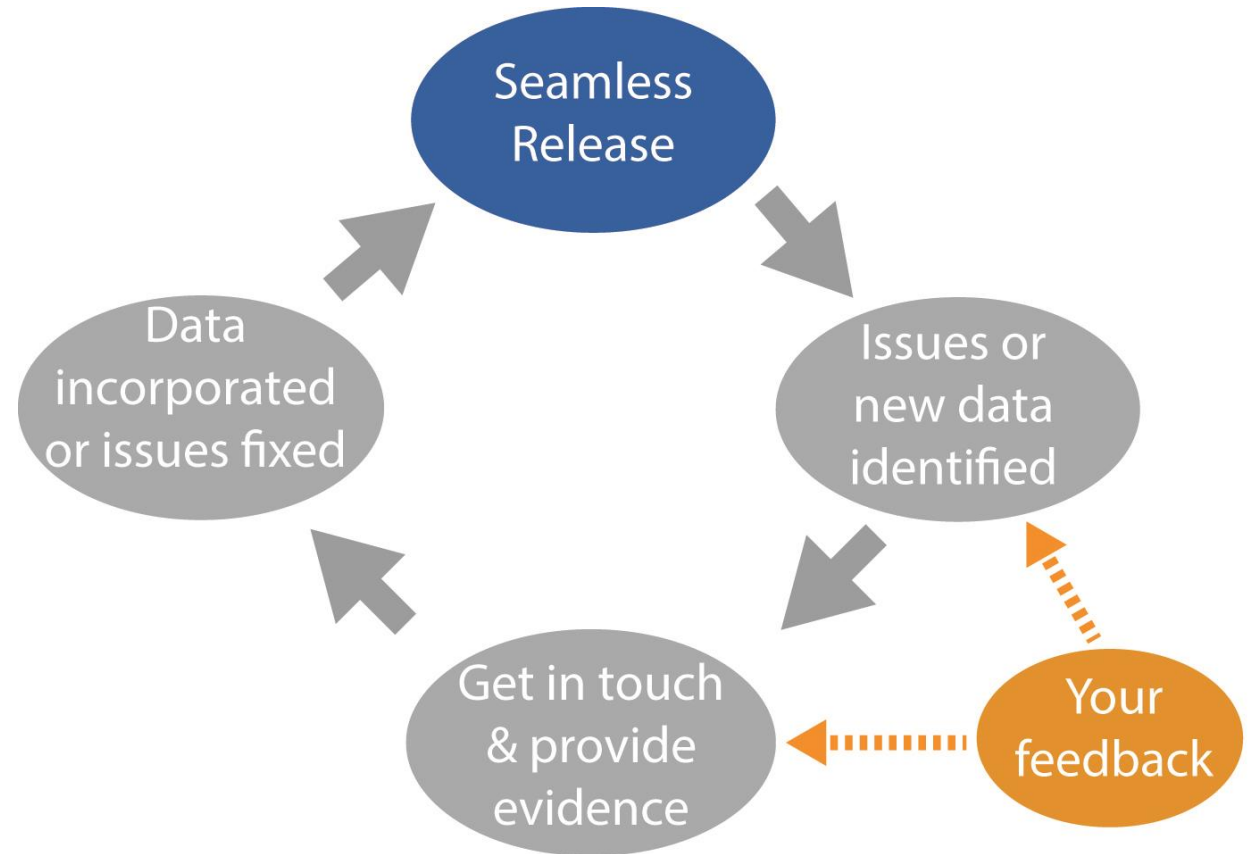 Seamless
Release
Issues or
new data
identified
Get in touch
& provide
evidence
Your
feedback
Data
incorporated
or issues fixed